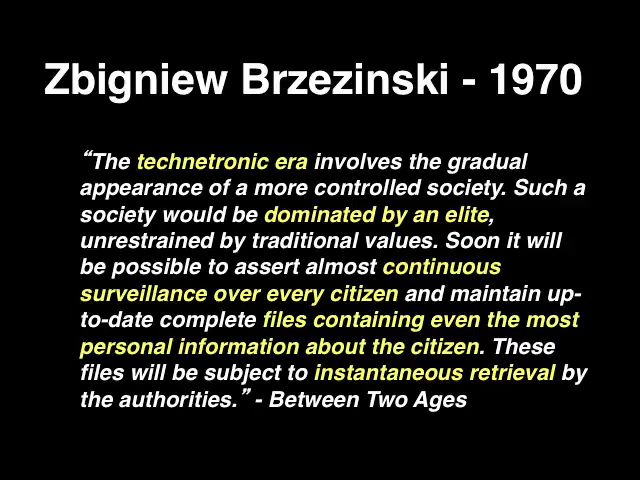 Zbigniew Brzezinski - 1970
“The technetronic era involves the gradual
appearance of a more controlled society. Such a
society would be dominated by an elite,
unrestrained by traditional values. Soon it will
be possible to assert almost continuous
surveillance over every citizen and maintain up-
to-date complete files containing even the most
personal information about the citizen. These
files will be subject to instantaneous retrieval by
the authorities.” - Between Two Ages